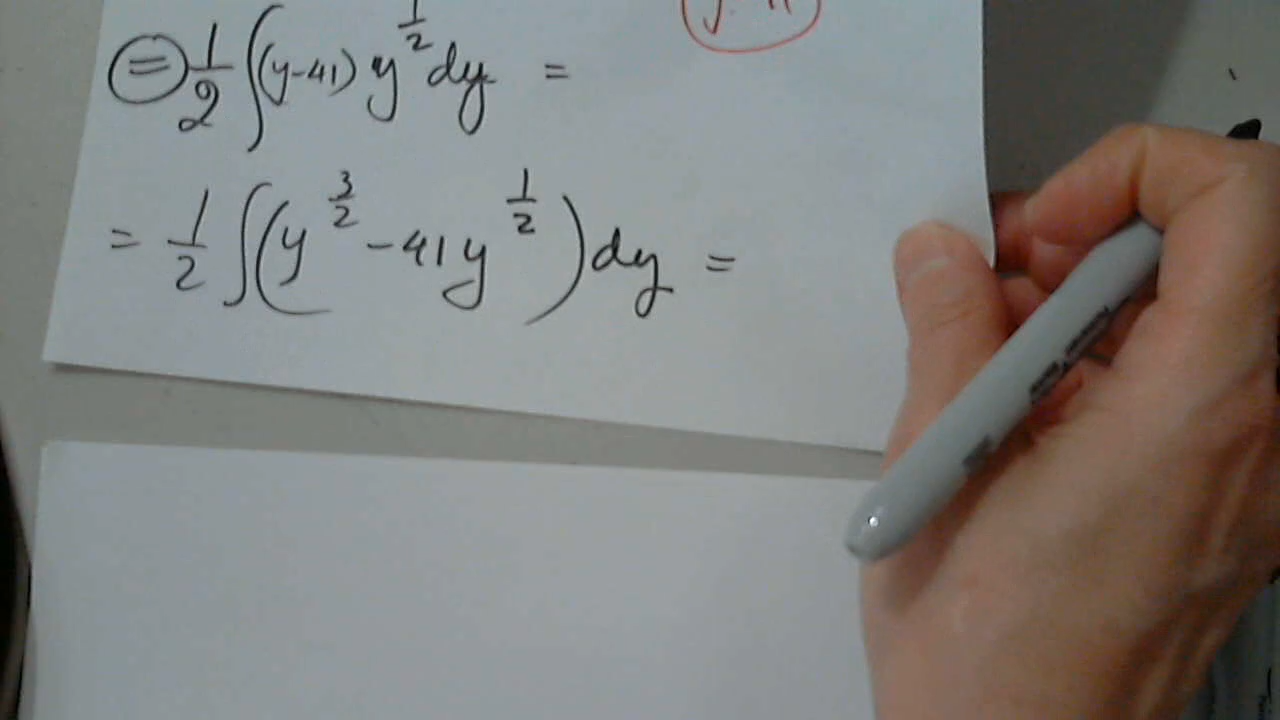 = 1/2 ∫(y-41) y^(1/2) dy =
= 1/2 ∫(y^(3/2) - 41y^(1/2)) dy =